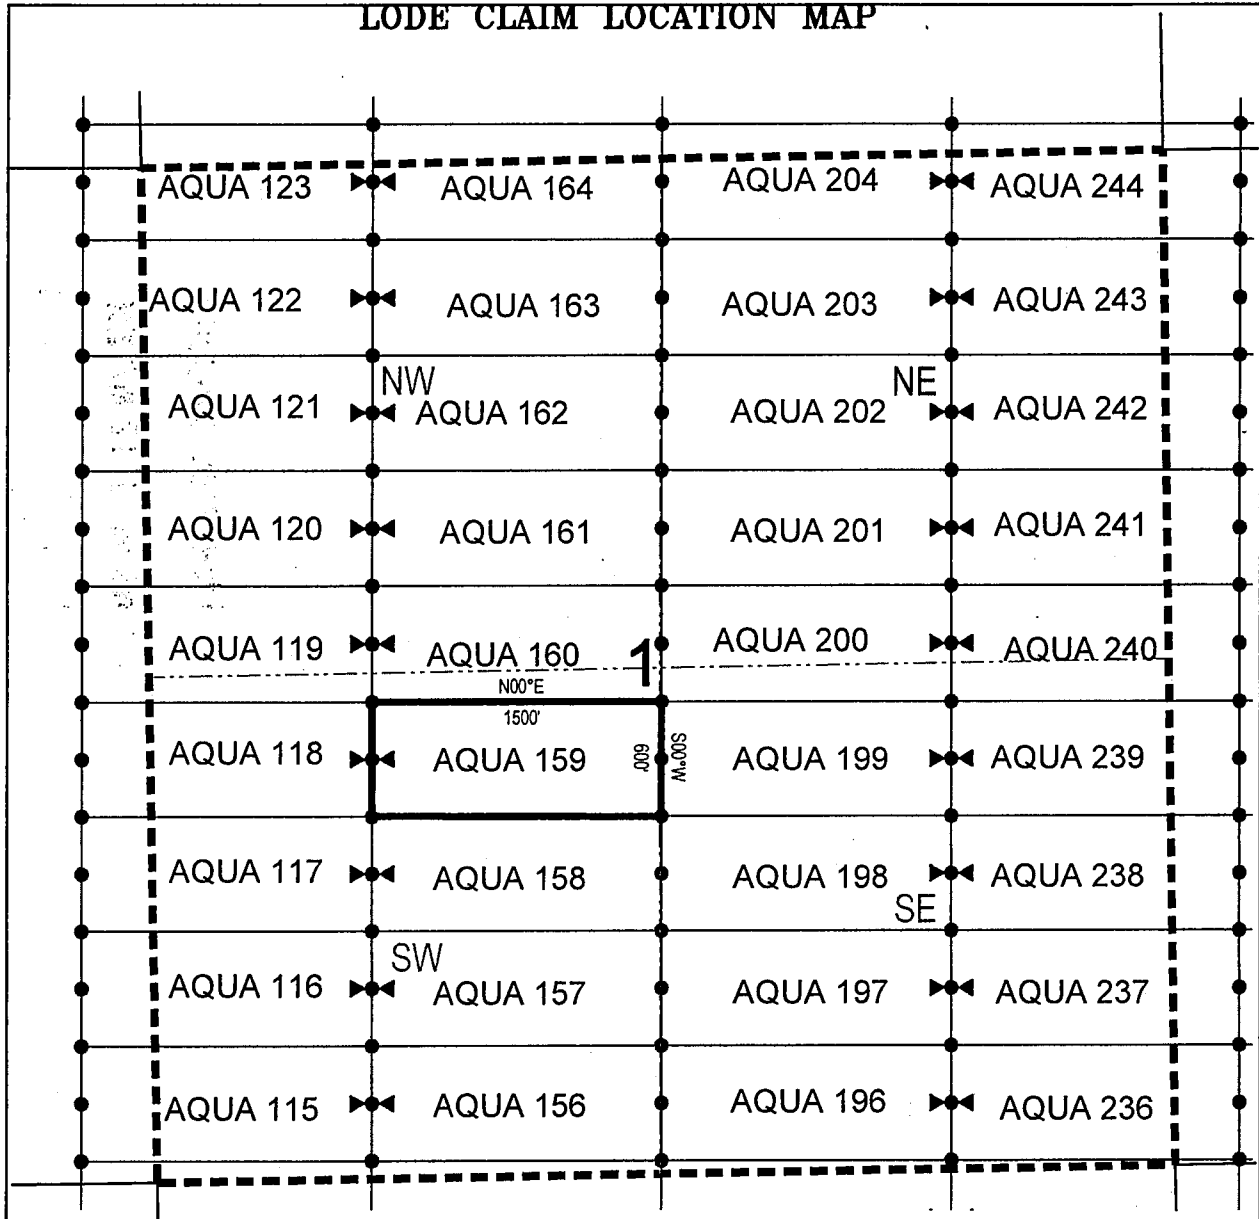 LODE CLAIM LOCATION MAP
AQUA 123 AQUA 164 AQUA 204 AQUA 244
AQUA 122 AQUA 163 AQUA 203 AQUA 243
NW NE
AQUA 121 AQUA 162 AQUA 202 AQUA 242
AQUA 120 AQUA 161 AQUA 201 AQUA 241
AQUA 119 AQUA 160 1 AQUA 200 AQUA 240
N00°E
1500'
AQUA 118 AQUA 159 600' S00°W AQUA 199 AQUA 239
AQUA 117 AQUA 158 AQUA 198 AQUA 238
SE
SW
AQUA 116 AQUA 157 AQUA 197 AQUA 237
AQUA 115 AQUA 156 AQUA 196 AQUA 236